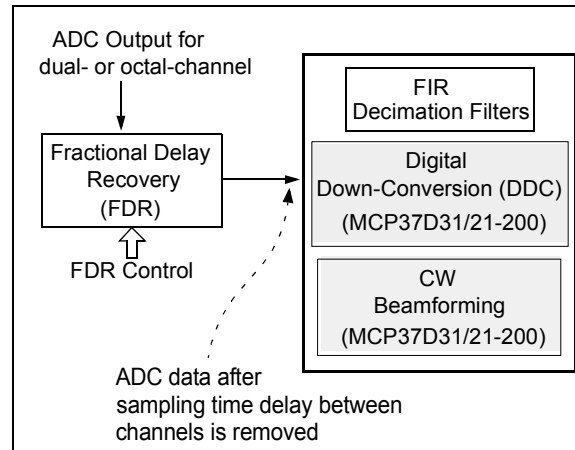 ADC Output for
dual- or octal-channel
Fractional Delay
Recovery
(FDR)
FDR Control
ADC data after
sampling time delay between
channels is removed
FIR
Decimation Filters
Digital
Down-Conversion (DDC)
(MCP37D31/21-200)
CW
Beamforming
(MCP37D31/21-200)